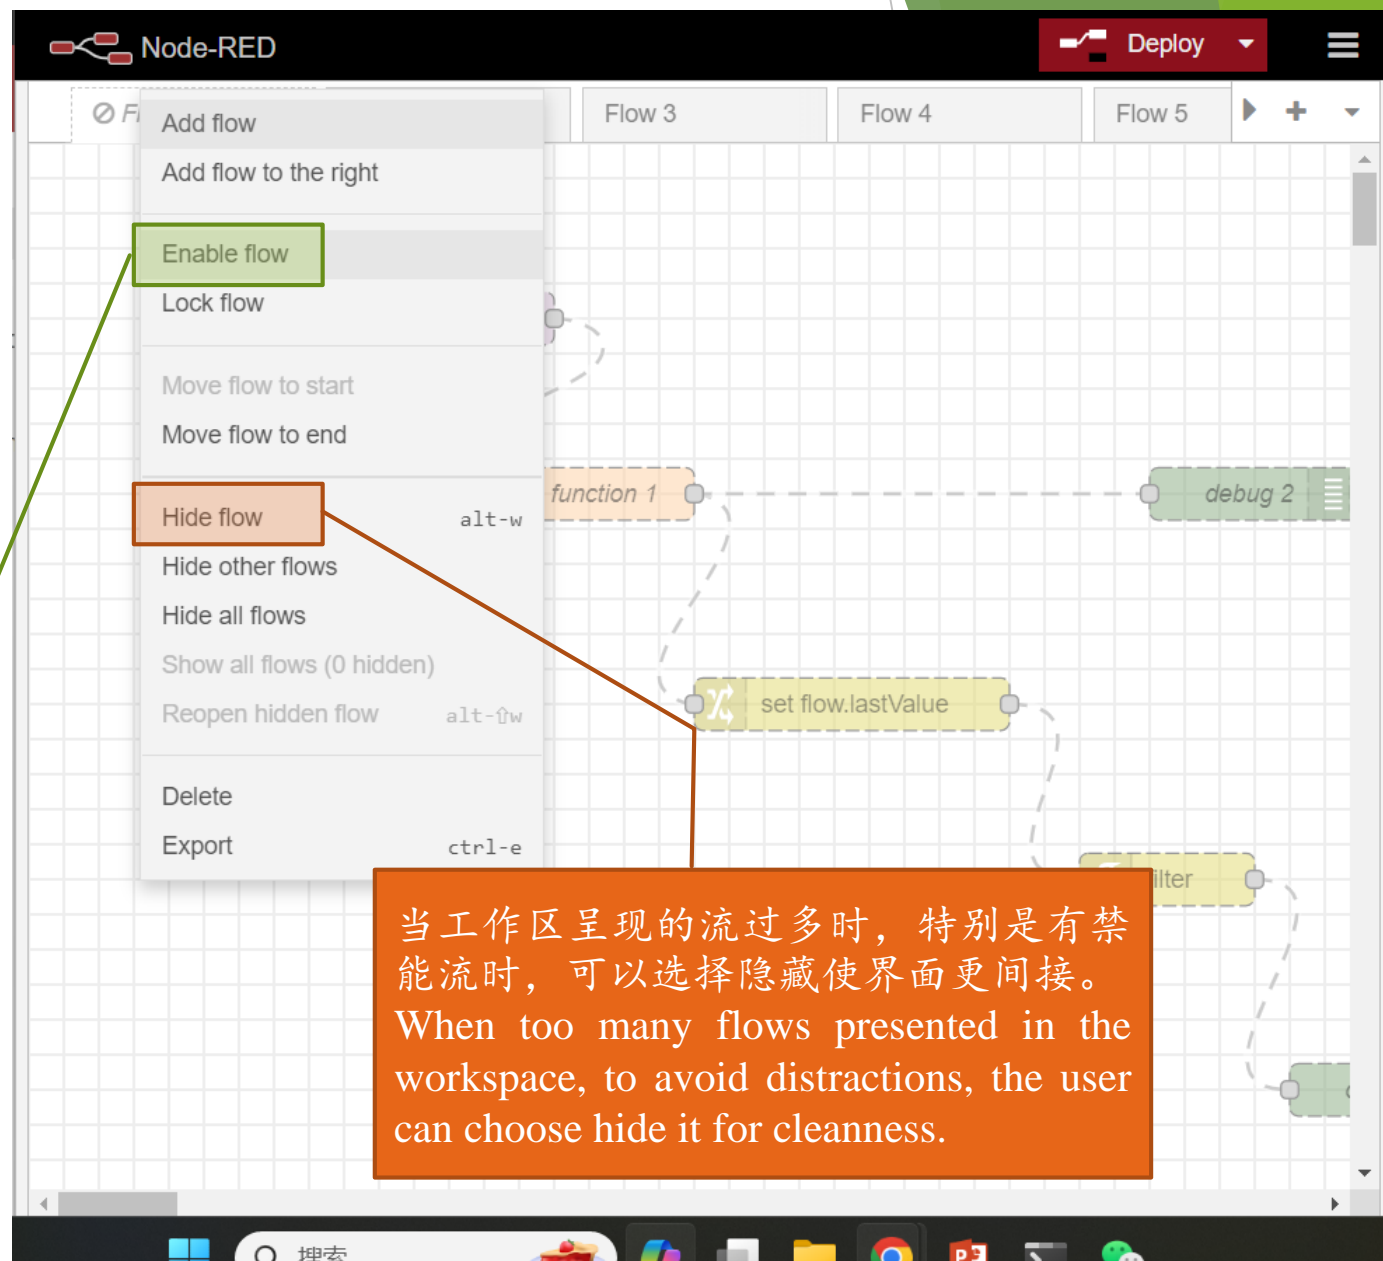 Node-RED
Deploy
Flow 3
Flow 4
Flow 5
Add flow
Add flow to the right
Enable flow
Lock flow
Move flow to start
Move flow to end
Hide flow alt-w
Hide other flows
Hide all flows
Show all flows (0 hidden)
Reopen hidden flow alt-⇧w
Delete
Export ctrl-e
function 1
debug 2
set flow.lastValue
当工作区呈现的流过多时，特别是有禁
能流时，可以选择隐藏使界面更间接。
When too many flows presented in the
workspace, to avoid distractions, the user
can choose hide it for cleanness.
搜索